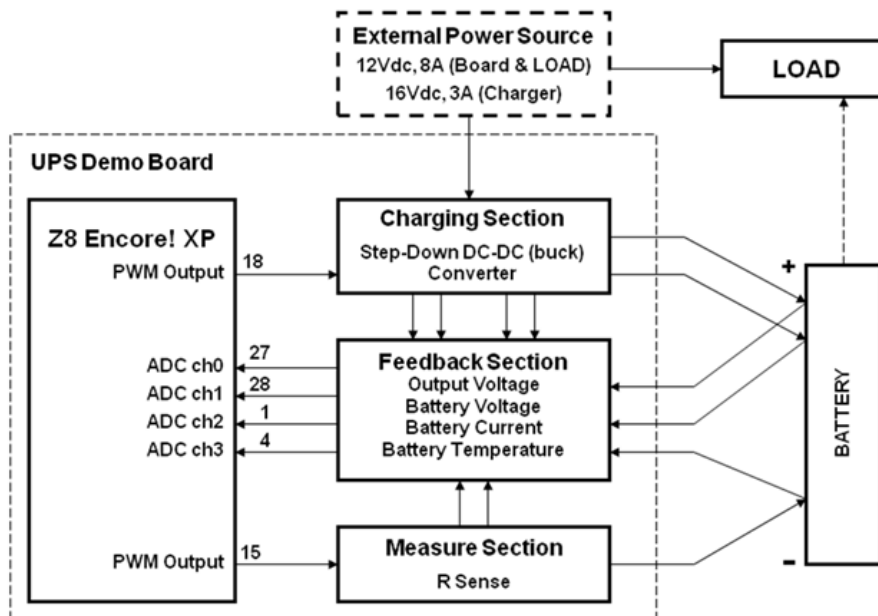 External Power Source
12Vdc, 8A (Board & LOAD)
16Vdc, 3A (Charger)
LOAD
UPS Demo Board
Z8 Encore! XP
PWM Output
18
Charging Section
Step-Down DC-DC (buck)
Converter
+
ADC ch0
27
ADC ch1
28
ADC ch2
1
ADC ch3
4
Feedback Section
Output Voltage
Battery Voltage
Battery Current
Battery Temperature
BATTERY
PWM Output
15
Measure Section
R Sense
-